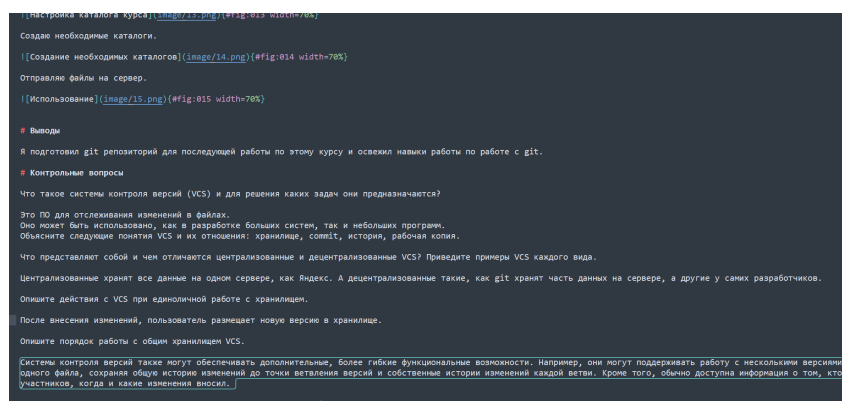 ![Настройка каталога курса](image/13.png){#fig:013 width=70%}
Создаю необходимые каталоги.
![Создание необходимых каталогов](image/14.png){#fig:014 width=70%}
Отправляю файлы на сервер.
![Использование](image/15.png){#fig:015 width=70%}
# Выводы
Я подготовил git репозиторий для последующей работы по этому курсу и освежил навыки работы по работе с git.
# Контрольные вопросы
Что такое системы контроля версий (VCS) и для решения каких задач они предназначаются?
Это ПО для отслеживания изменений в файлах.
Оно может быть использовано, как в разработке больших систем, так и небольших программ.
Объясните следующие понятия VCS и их отношения: хранилище, commit, история, рабочая копия.
Что представляют собой и чем отличаются централизованные и децентрализованные VCS? Приведите примеры VCS каждого вида.
Централизованные хранят все данные на одном сервере, как Яндекс. А децентрализованные такие, как git хранят часть данных на сервере, а другие у самих разработчиков.
Опишите действия с VCS при единоличной работе с хранилищем.
После внесения изменений, пользователь размещает новую версию в хранилище.
Опишите порядок работы с общим хранилищем VCS.
Системы контроля версий также могут обеспечивать дополнительные, более гибкие функциональные возможности. Например, они могут поддерживать работу с несколькими версиями
одного файла, сохраняя общую историю изменений до точки ветвления версий и собственные истории изменений каждой ветви. Кроме того, обычно доступна информация о том, кто
участников, когда и какие изменения вносил.